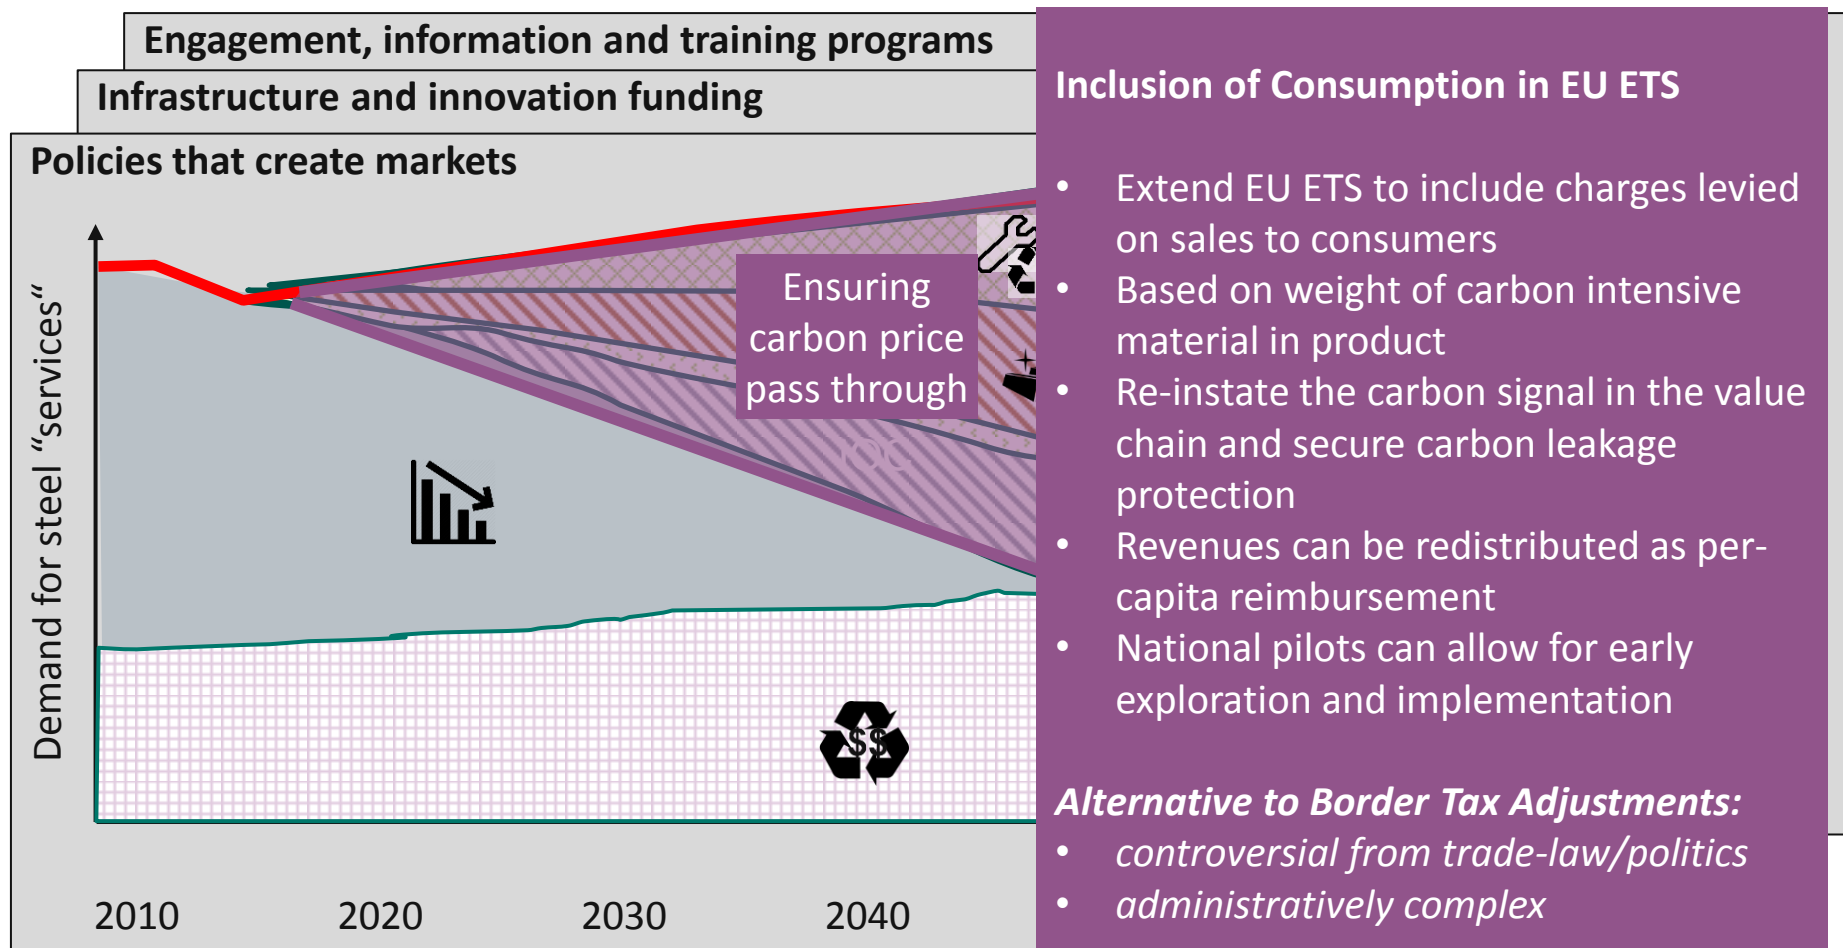 Engagement, information and training programs
Infrastructure and innovation funding
Policies that create markets
Demand for steel “services“
Ensuring
carbon price
pass through
IOC
$$
2010
2020
2030
2040
Inclusion of Consumption in EU ETS
• Extend EU ETS to include charges levied
on sales to consumers
• Based on weight of carbon intensive
material in product
• Re-instate the carbon signal in the value
chain and secure carbon leakage
protection
• Revenues can be redistributed as per-
capita reimbursement
• National pilots can allow for early
exploration and implementation
Alternative to Border Tax Adjustments:
• controversial from trade-law/politics
• administratively complex